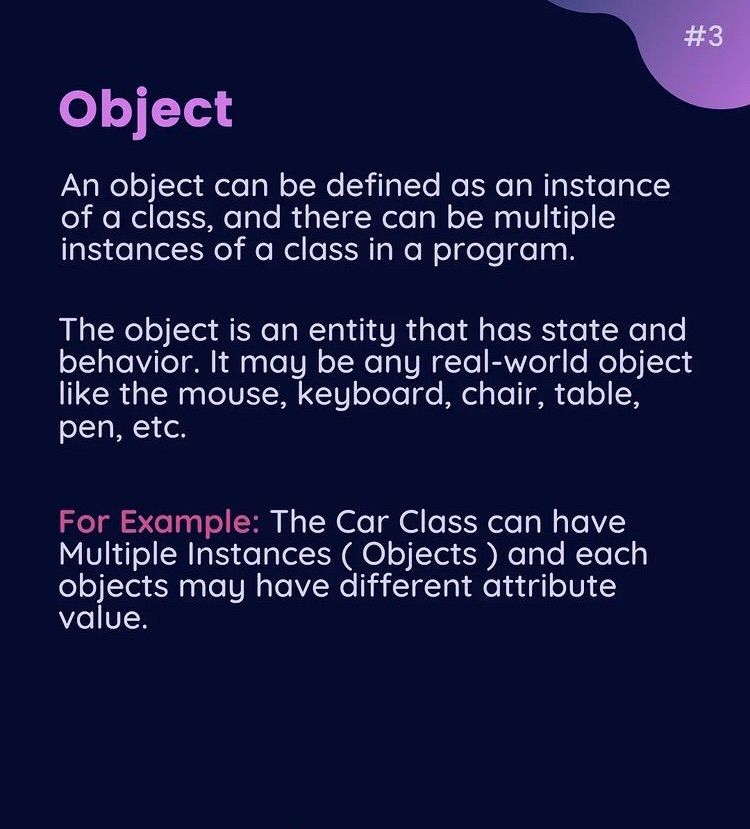 #3
Object
An object can be defined as an instance
of a class, and there can be multiple
instances of a class in a program.
The object is an entity that has state and
behavior. It may be any real-world object
like the mouse, keyboard, chair, table,
pen, etc.
For Example: The Car Class can have
Multiple Instances ( Objects ) and each
objects may have different attribute
value.